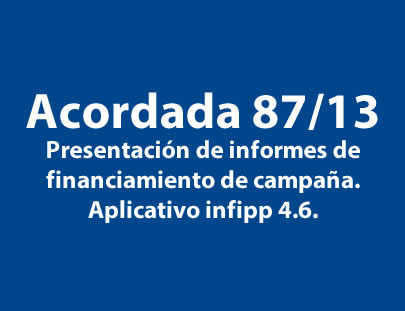 Acordada 87/13
Presentación de informes de
financiamiento de campaña.
Aplicativo infipp 4.6.